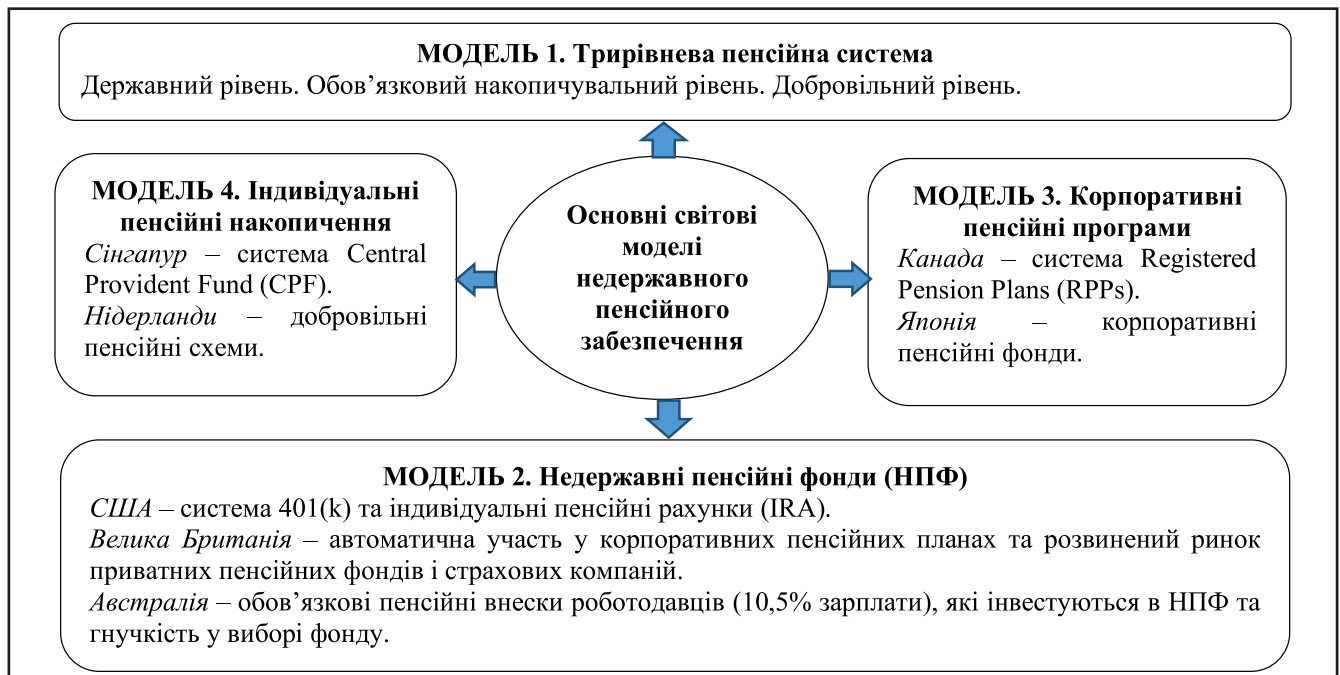 МОДЕЛЬ 1. Трирівнева пенсійна система
Державний рівень. Обов’язковий накопичувальний рівень. Добровільний рівень.
МОДЕЛЬ 4. Індивідуальні
пенсійні накопичення
Сінгапур – система Central
Provident Fund (CPF).
Нідерланди – добровільні
пенсійні схеми.
Основні світові
моделі
недержавного
пенсійного
забезпечення
МОДЕЛЬ 3. Корпоративні
пенсійні програми
Канада – система Registered
Pension Plans (RPPs).
Японія – корпоративні
пенсійні фонди.
МОДЕЛЬ 2. Недержавні пенсійні фонди (НПФ)
США – система 401(k) та індивідуальні пенсійні рахунки (IRA).
Велика Британія – автоматична участь у корпоративних пенсійних планах та розвинений ринок
приватних пенсійних фондів і страхових компаній.
Австралія – обов’язкові пенсійні внески роботодавців (10,5% зарплати), які інвестуються в НПФ та
гнучкість у виборі фонду.